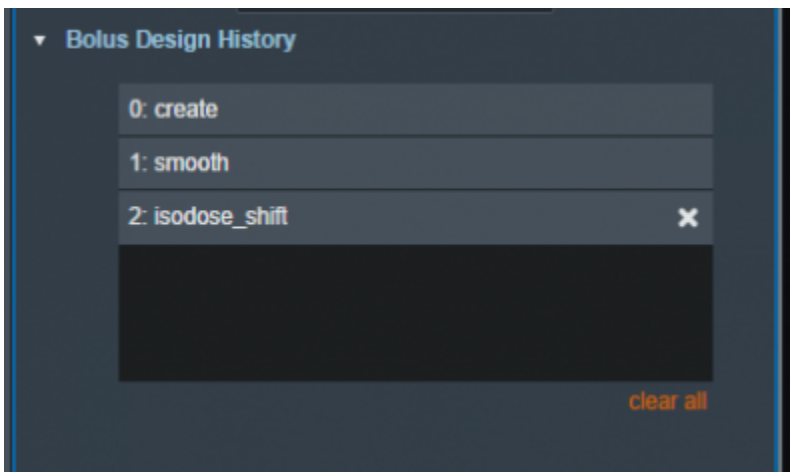 Bolus Design History
0: create
1: smooth
2: isodose_shift
clear all